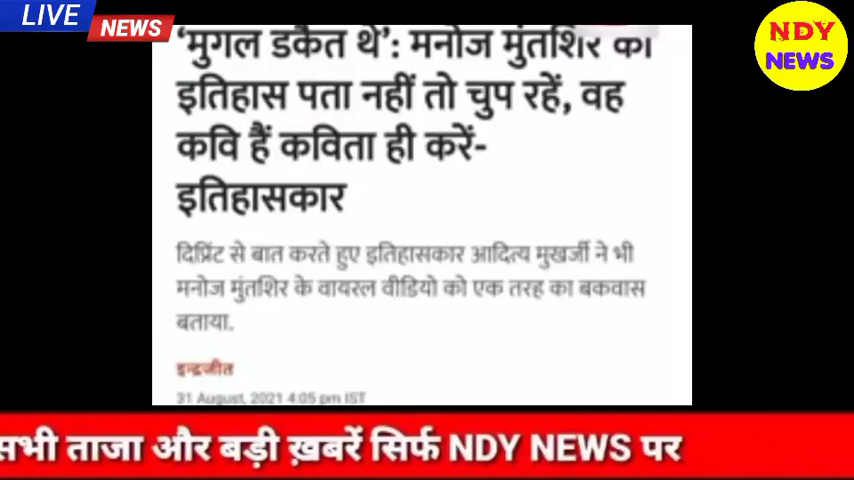 LIVE
NEWS
NDY
NEWS
‘मुगल डकैत थे’: मनोज मुंतशिर को
इतिहास पता नहीं तो चुप रहें, वह
कवि हैं कविता ही करें-
इतिहासकार
दिप्रिंट से बात करते हुए इतिहासकार आदित्य मुखर्जी ने भी
मनोज मुंतशिर के वायरल वीडियो को एक तरह का बकवास
बताया.
इन्द्रजीत
31 August, 2021 4:05 pm IST
सभी ताजा और बड़ी ख़बरें सिर्फ NDY NEWS पर